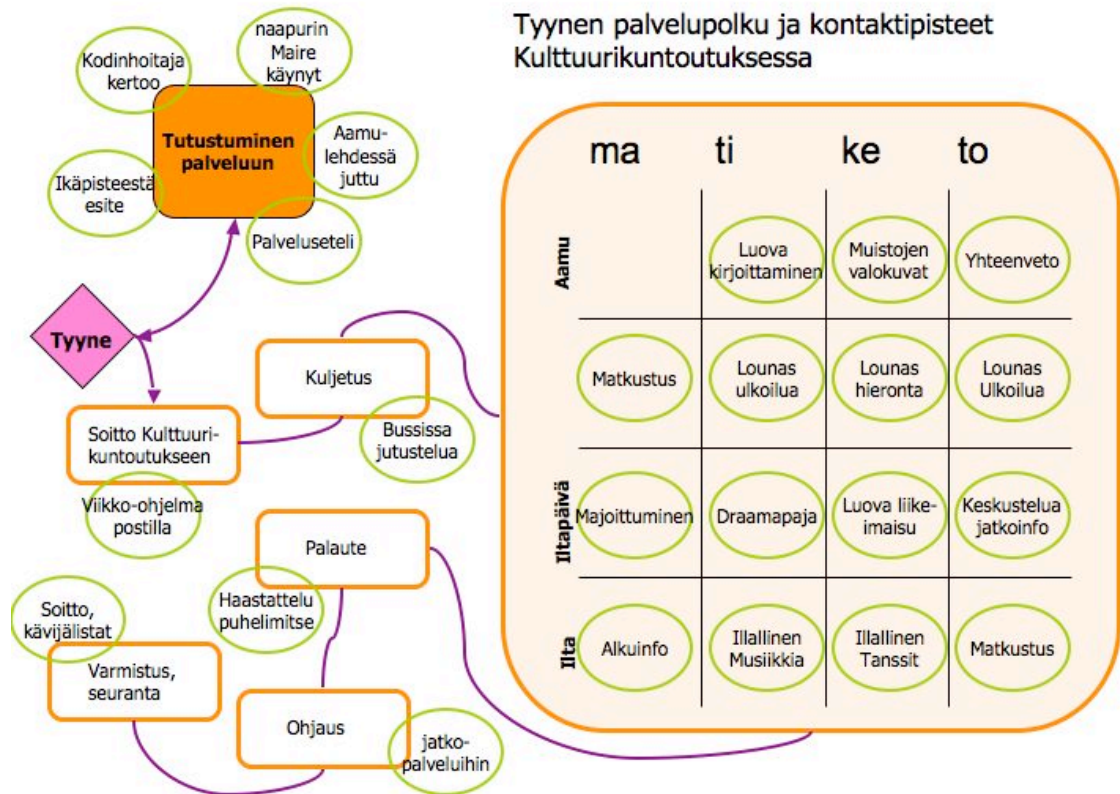 Tyynen palvelupolku ja kontaktipisteet
Kulttuurikuntoutuksessa
Kodinhoitaja
kertoo
naapurin
Maire
käynyt
Tutustuminen
palveluun
Aamu-
lehdessä
juttu
Ikäpisteestä
esite
Palveluseteli
Tyyne
Soitto Kulttuuri-
kuntoutukseen
Viikko-ohjelma
postilla
Kuljetus
Bussissa
jutustelua
ma ti ke to
Aamu
Luova
kirjoittaminen
Muistojen
valokuvat
Yhteenveto
Matkustus
Lounas
ulkoilua
Lounas
hieronta
Lounas
Ulkoilua
Iltapäivä
Majoittuminen
Draamapaja
Luova liike-
imaisu
Keskustelua
jatkoinfo
Ilta
Alkuinfo
Illallinen
Musiikkia
Illallinen
Tanssit
Matkustus
Palaute
Haastattelu
puhelimitse
Ohjaus
jatko-
palveluihin
Soitto,
kävijälistat
Varmistus,
seuranta